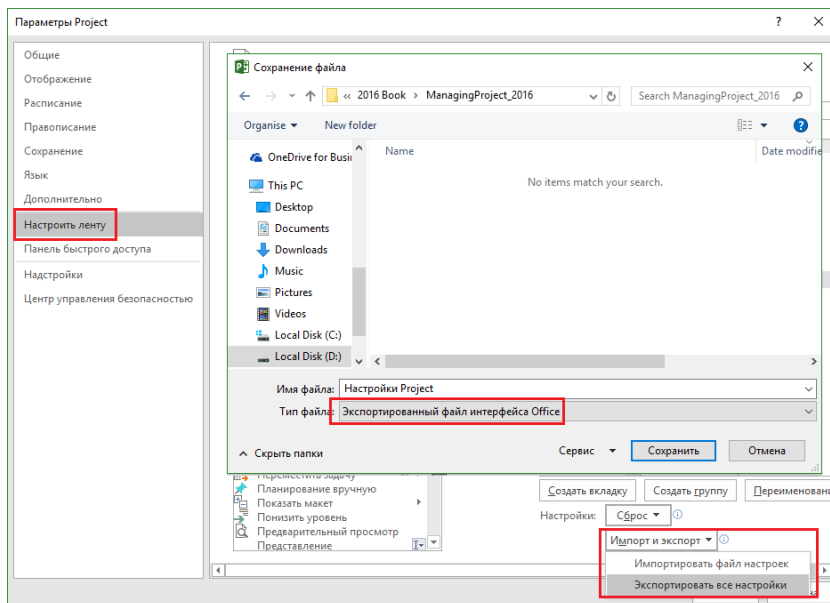 Параметры Project
Общие
Отображение
Расписание
Правописание
Сохранение
Язык
Дополнительно
Настроить ленту
Панель быстрого доступа
Надстройки
Центр управления безопасностью
Сохранение файла
« 2016 Book › ManagingProject_2016
Search ManagingProject_2016
Organise
New folder
OneDrive for Busir
This PC
Desktop
Documents
Downloads
Music
Pictures
Videos
Local Disk (C:)
Local Disk (D:)
Name
Date modifie
No items match your search.
Имя файла: Настройки Project
Тип файла: Экспортированный файл интерфейса Office
Скрыть папки
Сервис
Сохранить
Отмена
Переместить задачу
Планирование вручную
Показать макет
Понизить уровень
Предварительный просмотр
Представление
Создать вкладку
Создать группу
Переименовани
Настройки: Сброс
Импорт и экспорт
Импортировать файл настроек
Экспортировать все настройки